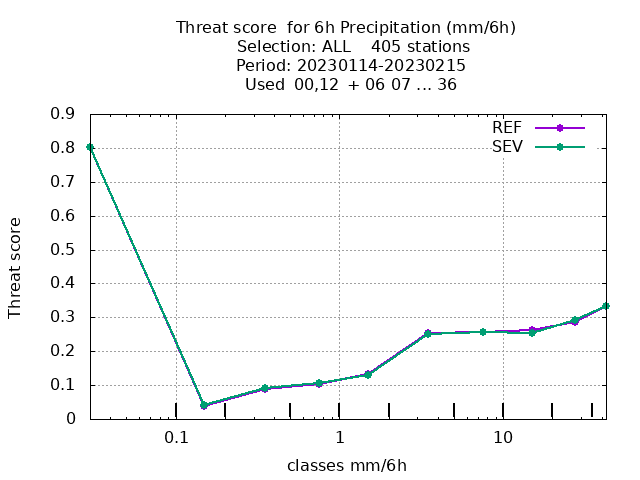 Threat score  for 6h Precipitation (mm/6h)
Selection: ALL    405 stations
Period: 20230114-20230215
Used  00,12  + 06 07 ... 36
0.9
0.8
0.7
0.6
0.5
0.4
0.3
0.2
0.1
0
Threat score
REF
SEV
0.1 1 10
classes mm/6h